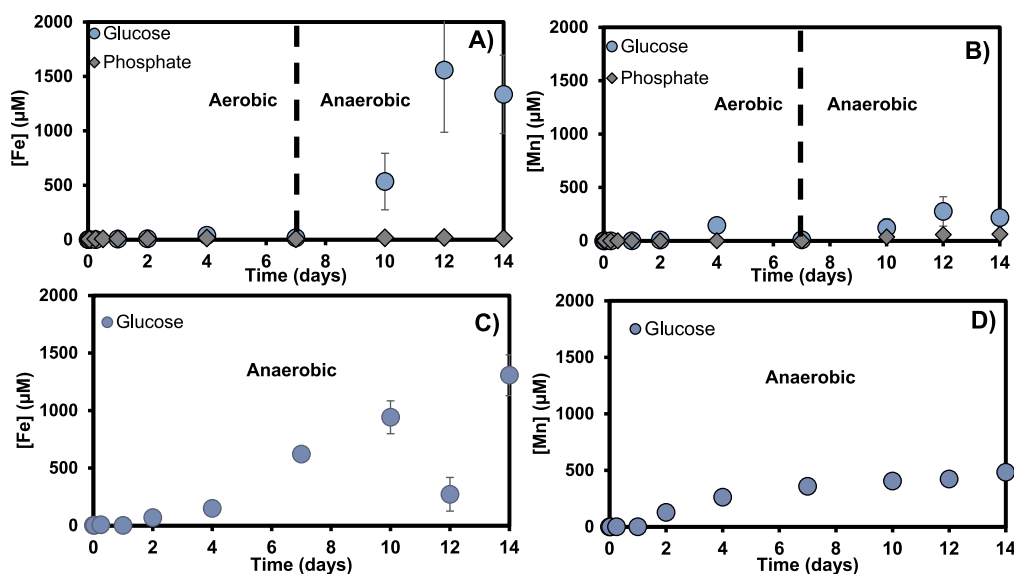 2000
1500
1000
500
0
[Fe] (µM)
Glucose
Phosphate
A)
Aerobic
Anaerobic
0 2 4 6 8 10 12 14
Time (days)
2000
1500
1000
500
0
[Mn] (µM)
Glucose
Phosphate
B)
Aerobic
Anaerobic
0 2 4 6 8 10 12 14
Time (days)
2000
1500
1000
500
0
[Fe] (µM)
Glucose
C)
Anaerobic
0 2 4 6 8 10 12 14
Time (days)
2000
1500
1000
500
0
[Mn] (µM)
Glucose
D)
Anaerobic
0 2 4 6 8 10 12 14
Time (days)